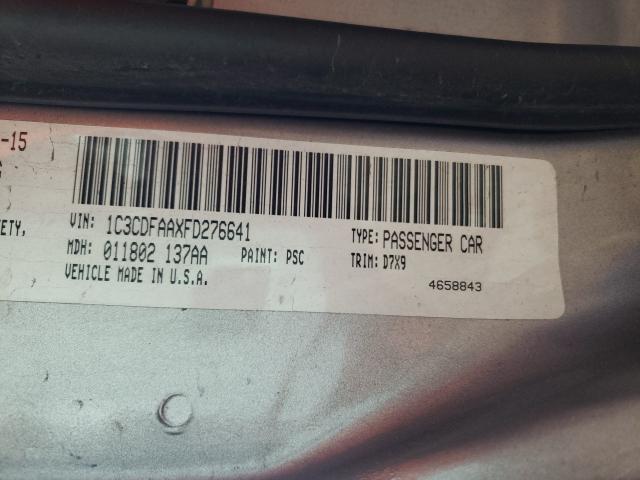 -15
G
ETY,
VIN: 1C3CDFAAXFD276641
TYPE: PASSENGER CAR
MDH: 011802 137AA
PAINT: PSC
TRIM: D7X9
VEHICLE MADE IN U.S.A.
4658843